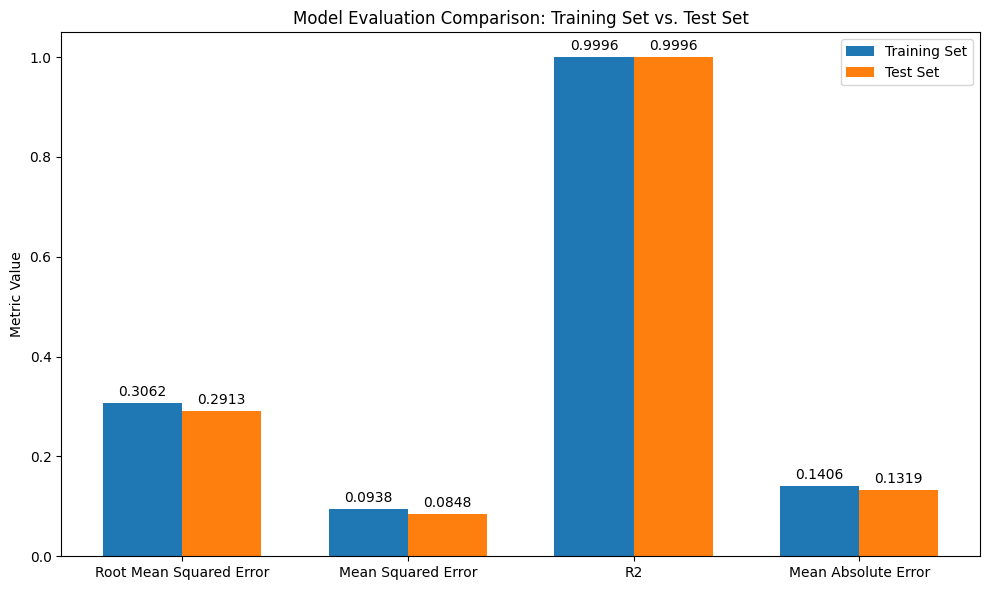 Model Evaluation Comparison: Training Set vs. Test Set
Training Set
Test Set
Metric Value
1.0
0.8
0.6
0.4
0.2
0.0
0.3062
0.2913
0.0938
0.0848
0.9996
0.9996
0.1406
0.1319
Root Mean Squared Error
Mean Squared Error
R2
Mean Absolute Error